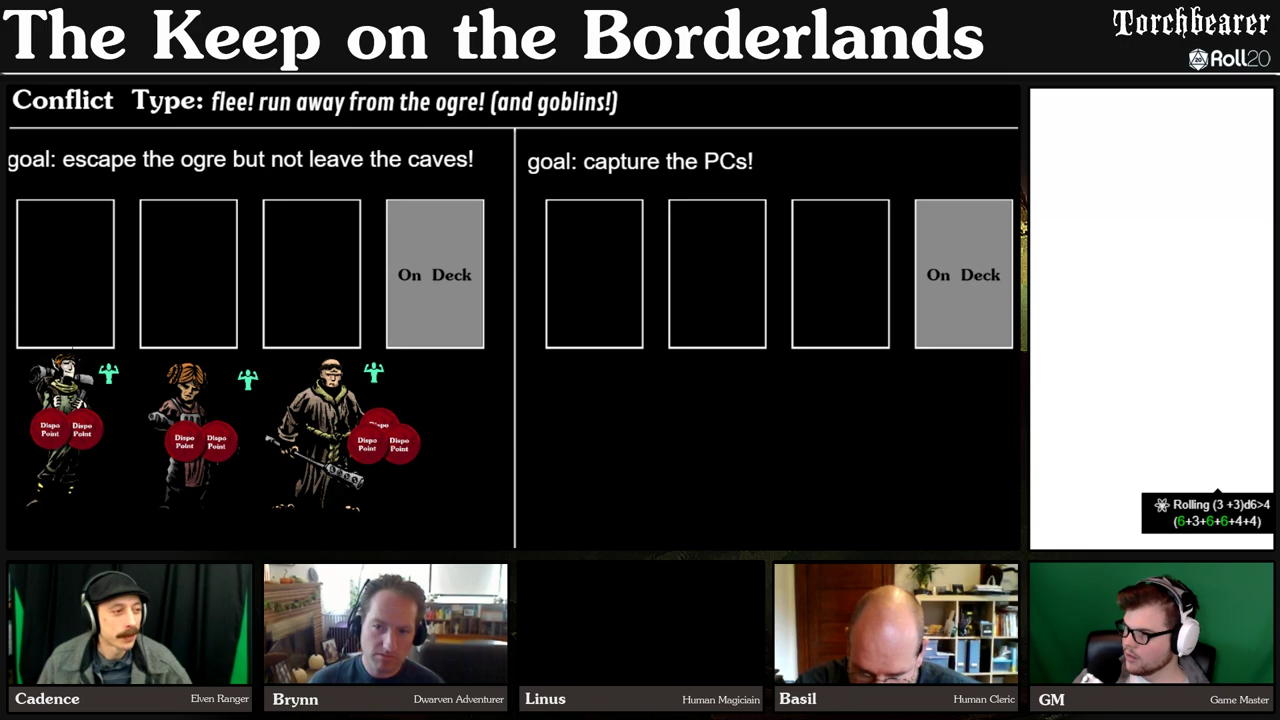 The Keep on the Borderlands
Torchbearer
Roll20
Conflict Type: flee! run away from the ogre! (and goblins!)
goal: escape the ogre but not leave the caves!
goal: capture the PCs!
On Deck
On Deck
Dispo Point
Dispo Point
Dispo Point
Dispo Point
Dispo
Dispo Point
Dispo Point
Rolling (3 +3)d6>4
(6+3+6+6+4+4)
Cadence Elven Ranger
Brynn Dwarven Adventurer
Linus Human Magiciain
Basil Human Cleric
GM Game Master